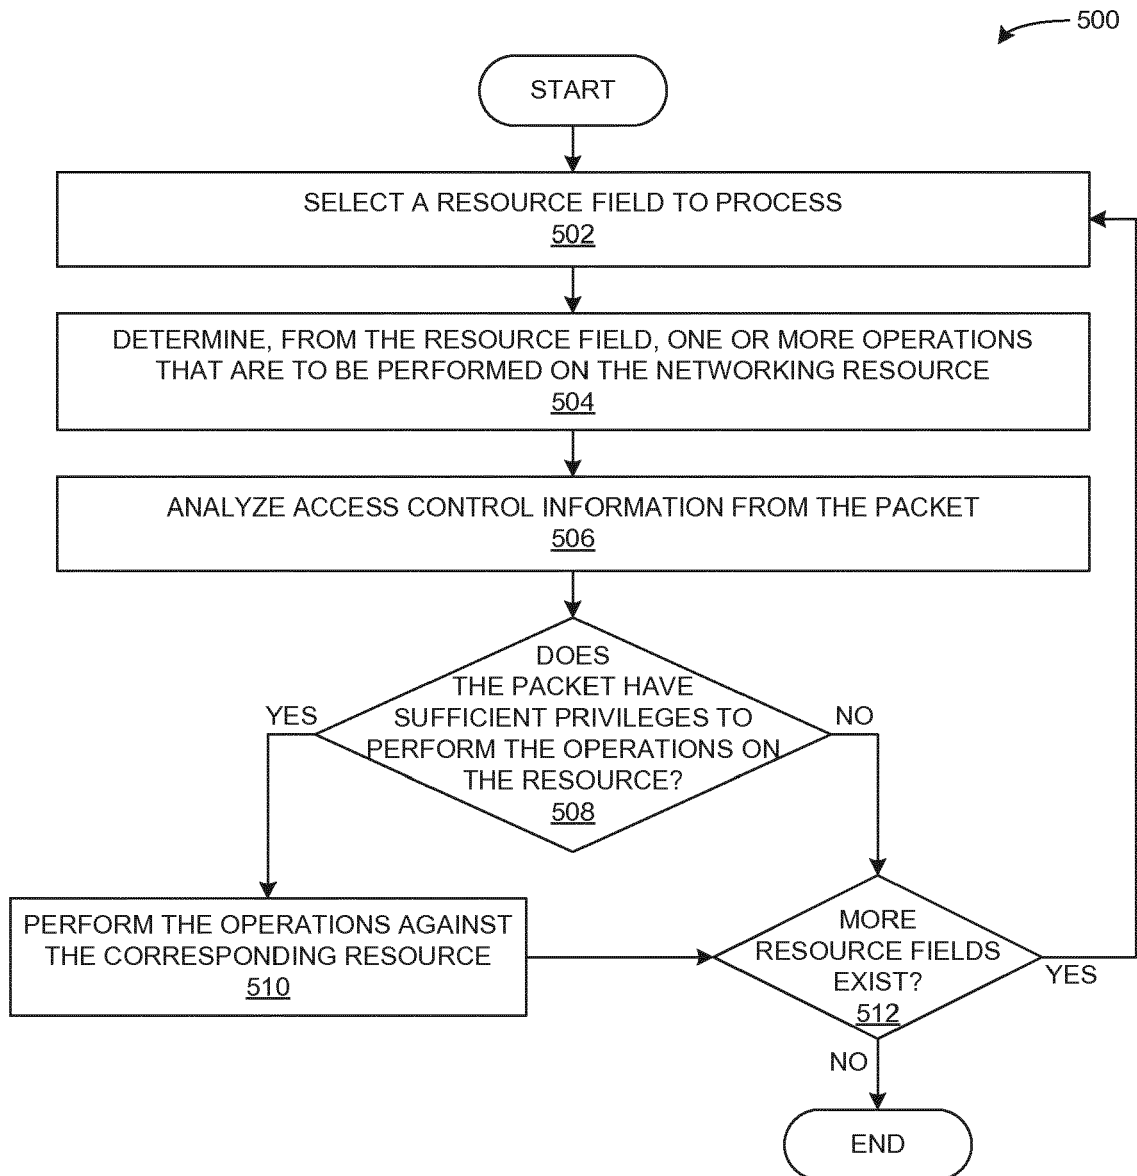 500
START
SELECT A RESOURCE FIELD TO PROCESS
502
DETERMINE, FROM THE RESOURCE FIELD, ONE OR MORE OPERATIONS
THAT ARE TO BE PERFORMED ON THE NETWORKING RESOURCE
504
ANALYZE ACCESS CONTROL INFORMATION FROM THE PACKET
506
DOES
THE PACKET HAVE
SUFFICIENT PRIVILEGES TO
PERFORM THE OPERATIONS ON
THE RESOURCE?
508
YES
NO
PERFORM THE OPERATIONS AGAINST
THE CORRESPONDING RESOURCE
510
MORE
RESOURCE FIELDS
EXIST?
512
YES
NO
END